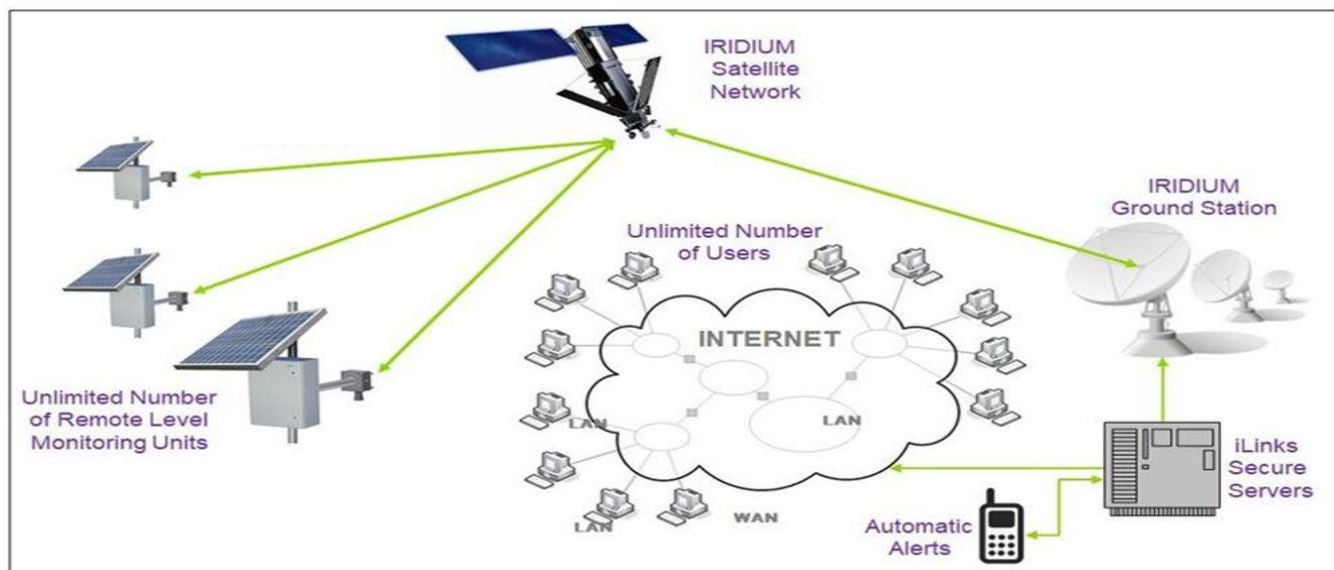 IRIDIUM
Satellite
Network
IRIDIUM
Ground Station
Unlimited Number
of Users
INTERNET
Unlimited Number
of Remote Level
Monitoring Units
LAN
LAN
iLinks
Secure
Servers
LAN
WAN
Automatic
Alerts